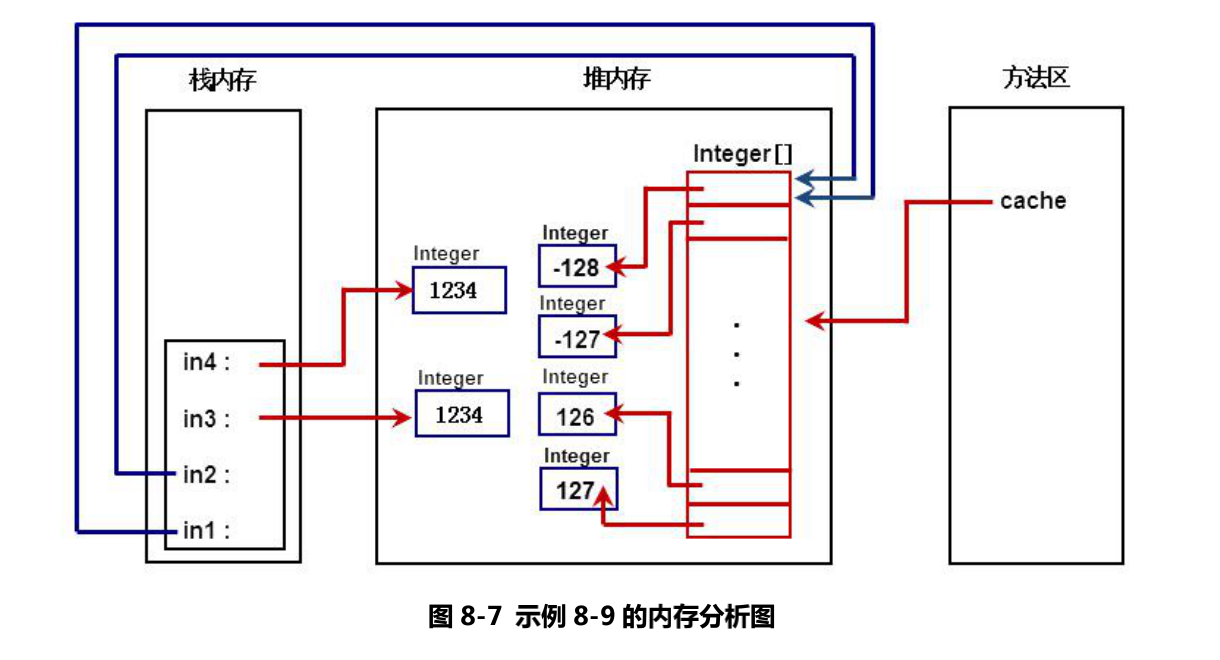 栈内存
堆内存
方法区
Integer[]
cache
Integer
-128
Integer
1234
Integer
-127
.
.
.
in4 :
Integer
1234
Integer
126
in3 :
Integer
127
in2 :
in1 :
图 8-7 示例 8-9 的内存分析图